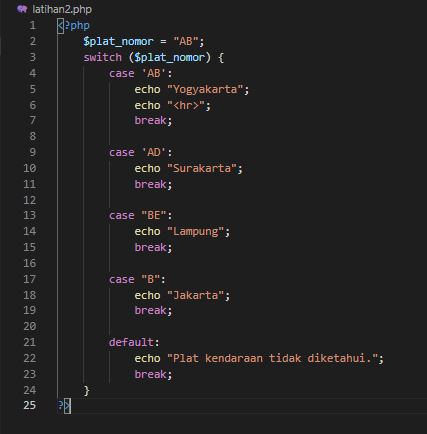 latihan2.php
1 <?php
2 $plat_nomor = "AB";
3 switch ($plat_nomor) {
4 case 'AB':
5 echo "Yogyakarta";
6 echo "<hr>";
7 break;
8
9 case 'AD':
10 echo "Surakarta";
11 break;
12
13 case "BE":
14 echo "Lampung";
15 break;
16
17 case "B":
18 echo "Jakarta";
19 break;
20
21 default:
22 echo "Plat kendaraan tidak diketahui.";
23 break;
24 }
25 ?>